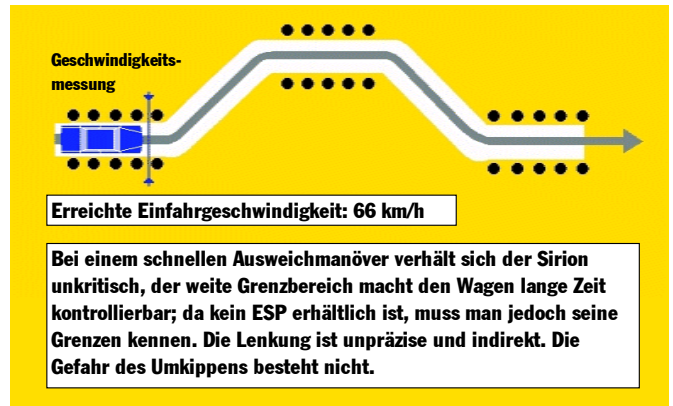 Geschwindigkeits-
messung
Erreichte Einfahrgeschwindigkeit: 66 km/h
Bei einem schnellen Ausweichmanöver verhält sich der Sirion
unkritisch, der weite Grenzbereich macht den Wagen lange Zeit
kontrollierbar; da kein ESP erhältlich ist, muss man jedoch seine
Grenzen kennen. Die Lenkung ist unpräzise und indirekt. Die
Gefahr des Umkippens besteht nicht.